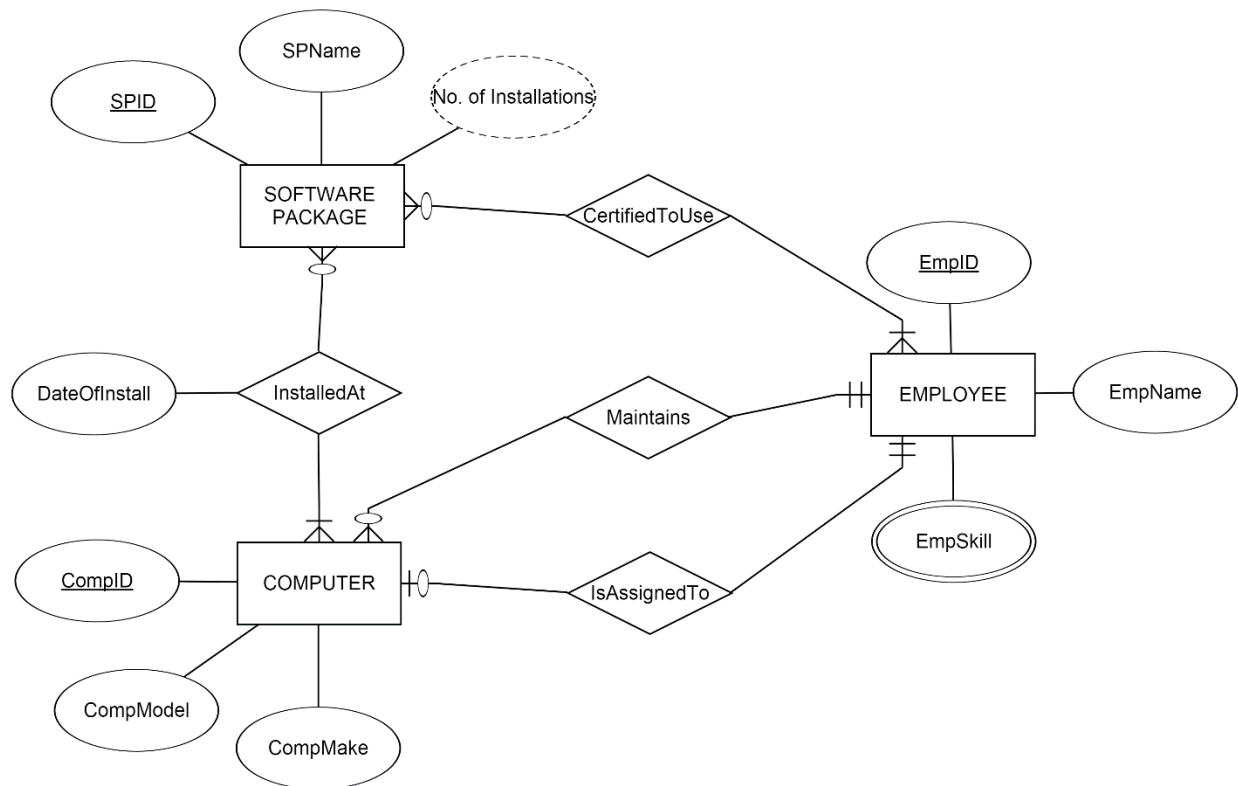 SPName
SPID
No. of Installations
SOFTWARE
PACKAGE
CertifiedToUse
EmpID
DateOfInstall
InstalledAt
Maintains
EMPLOYEE
EmpName
EmpSkill
CompID
COMPUTER
IsAssignedTo
CompModel
CompMake